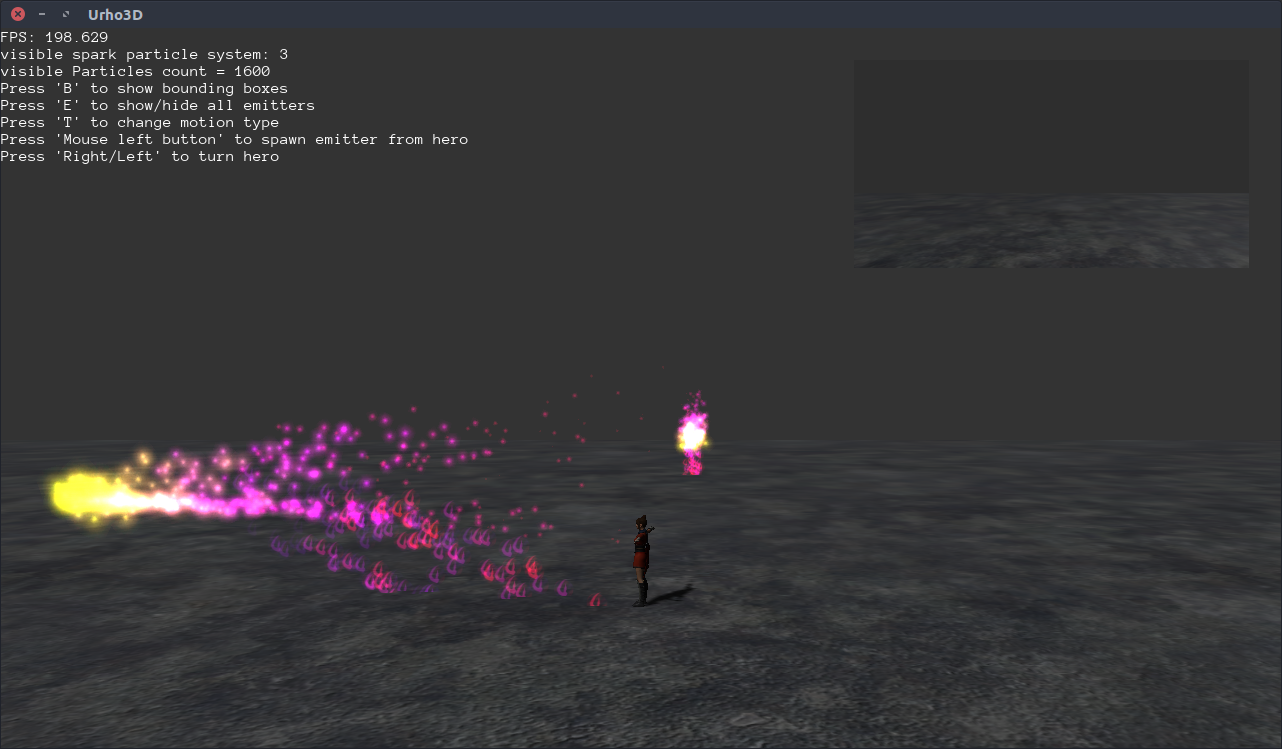 Urho3D
FPS: 198.629
visible spark particle system: 3
visible Particles count = 1600
Press 'B' to show bounding boxes
Press 'E' to show/hide all emitters
Press 'T' to change motion type
Press 'Mouse left button' to spawn emitter from hero
Press 'Right/Left' to turn hero